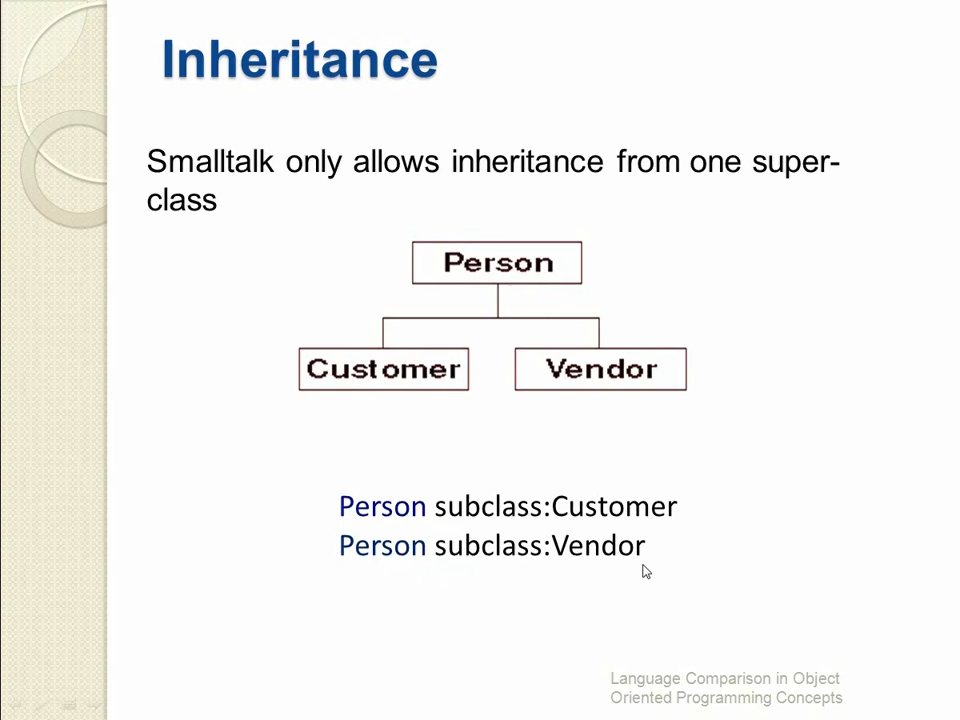 Inheritance
Smalltalk only allows inheritance from one super-
class
Person
Customer
Vendor
Person subclass:Customer
Person subclass:Vendor
Language Comparison in Object
Oriented Programming Concepts